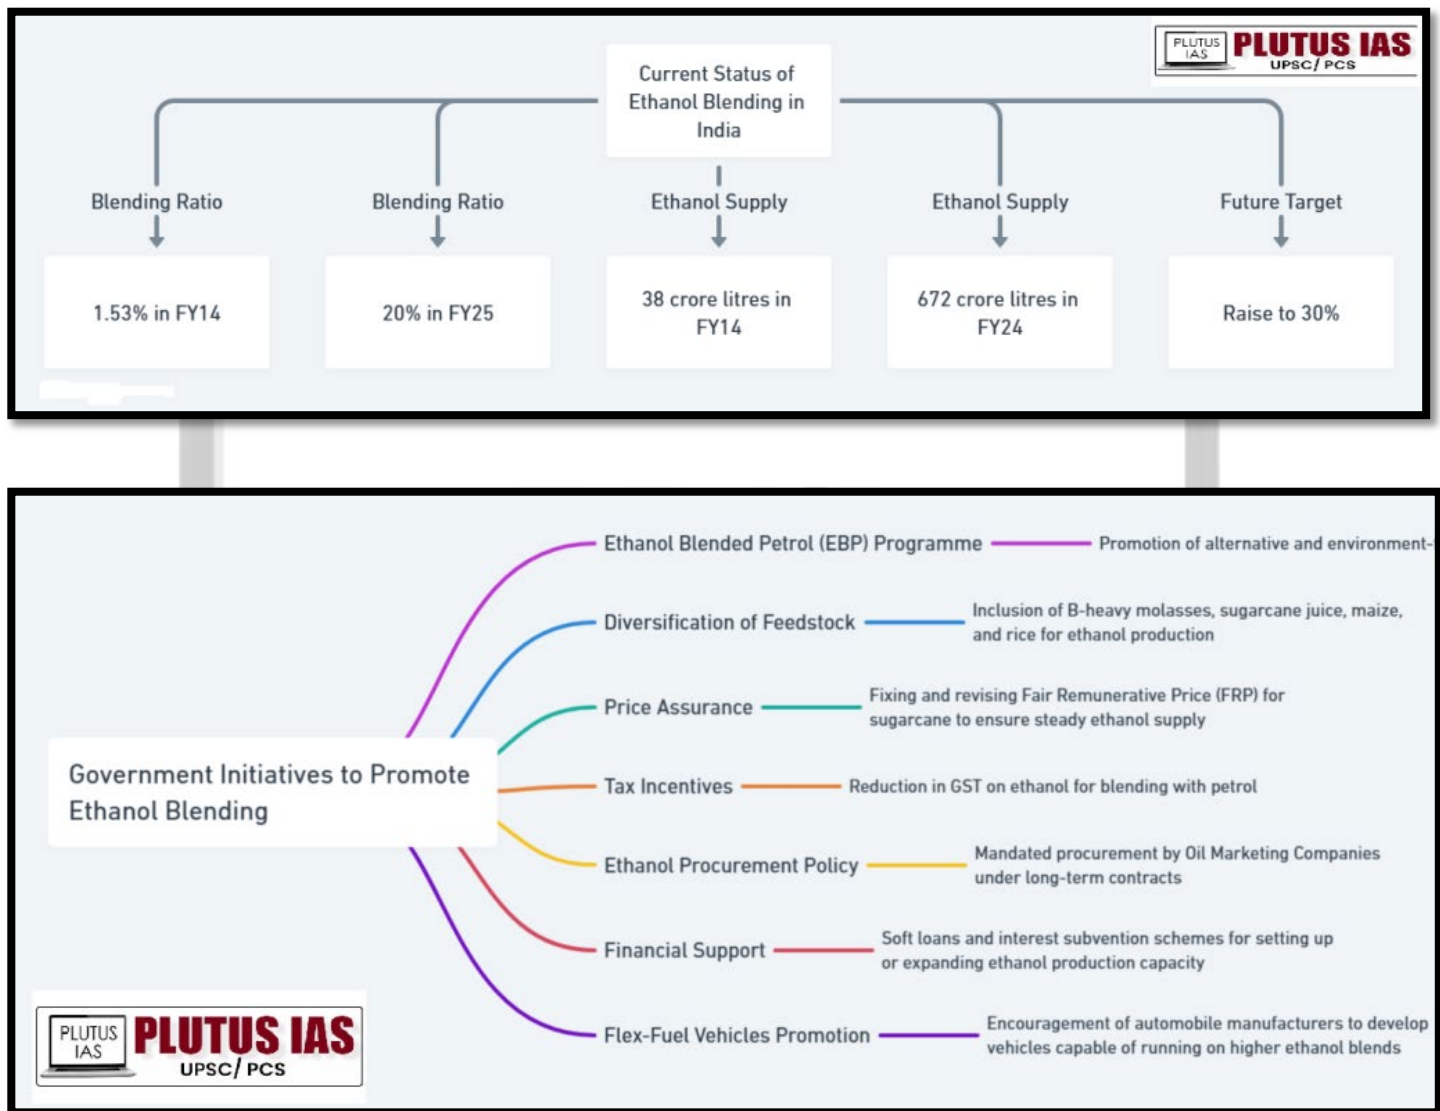 PLUTUS
IAS
PLUTUS IAS
UPSC/ PCS
Current Status of
Ethanol Blending in
India
Blending Ratio
Blending Ratio
Ethanol Supply
Ethanol Supply
Future Target
1.53% in FY14
20% in FY25
38 crore litres in
FY14
672 crore litres in
FY24
Raise to 30%
Ethanol Blended Petrol (EBP) Programme
Promotion of alternative and environment-
Diversification of Feedstock
Inclusion of B-heavy molasses, sugarcane juice, maize,
and rice for ethanol production
Price Assurance
Fixing and revising Fair Remunerative Price (FRP) for
sugarcane to ensure steady ethanol supply
Government Initiatives to Promote
Ethanol Blending
Tax Incentives
Reduction in GST on ethanol for blending with petrol
Ethanol Procurement Policy
Mandated procurement by Oil Marketing Companies
under long-term contracts
Financial Support
Soft loans and interest subvention schemes for setting up
or expanding ethanol production capacity
Flex-Fuel Vehicles Promotion
Encouragement of automobile manufacturers to develop
vehicles capable of running on higher ethanol blends
PLUTUS
IAS
PLUTUS IAS
UPSC/ PCS